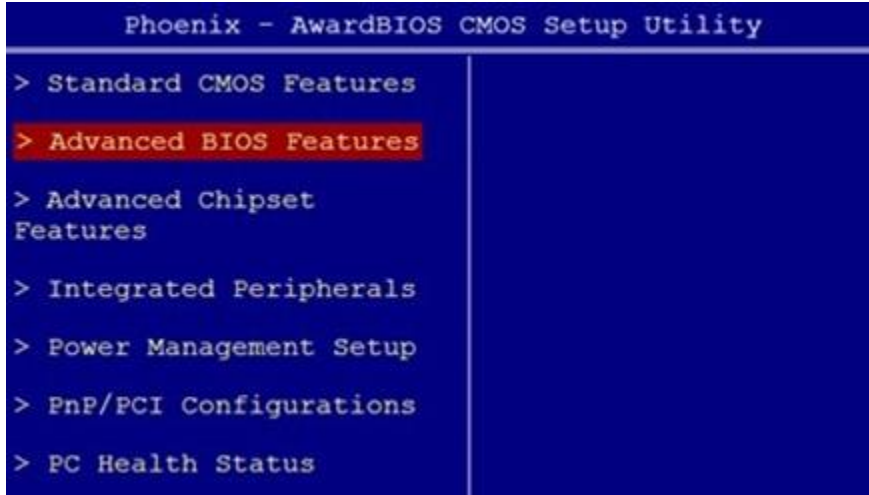 Phoenix - AwardBIOS CMOS Setup Utility
> Standard CMOS Features
> Advanced BIOS Features
> Advanced Chipset
Features
> Integrated Peripherals
> Power Management Setup
> PnP/PCI Configurations
> PC Health Status